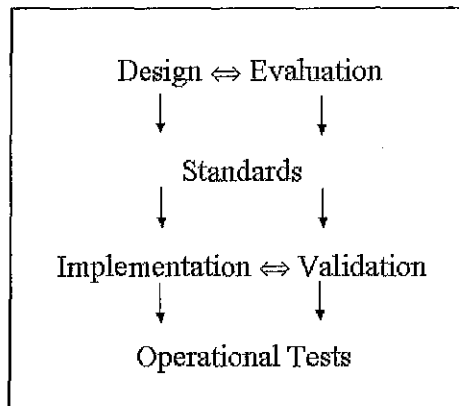 Design ⇔ Evaluation
Standards
Implementation ⇔ Validation
Operational Tests